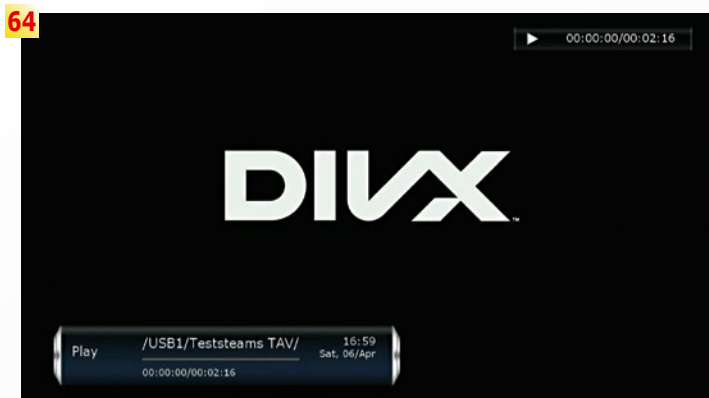 64
00:00:00/00:02:16
DIVX™
/USB1/Teststeams TAV/ 16:59
Play Sat, 06/Apr
00:00:00/00:02:16